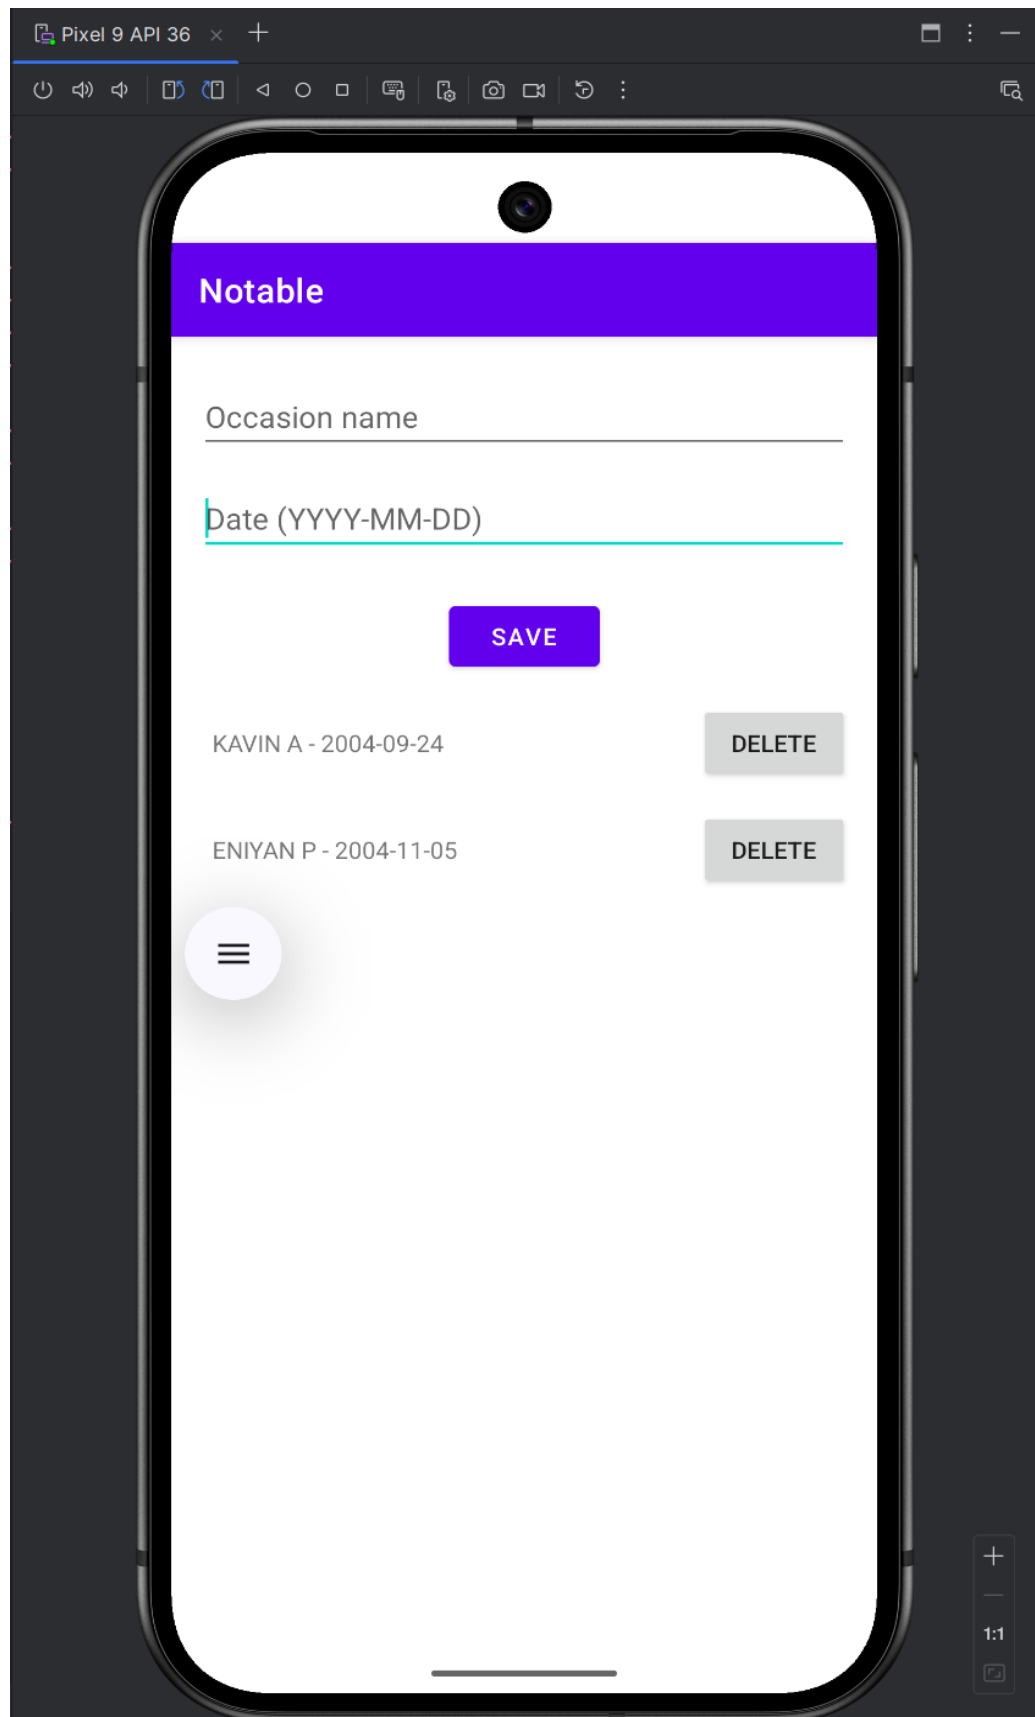 Pixel 9 API 36
Notable
Occasion name
Date (YYYY-MM-DD)
SAVE
KAVIN A - 2004-09-24
DELETE
ENIYAN P - 2004-11-05
DELETE
1:1